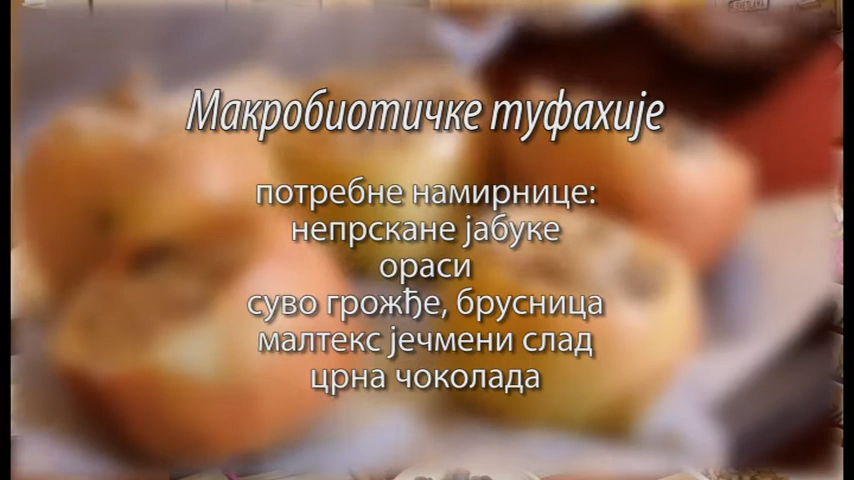 Макробиотичке туфахије
потребне намирнице:
непрскане јабуке
ораси
суво грожђе, брусница
малтекс јечмени слад
црна чоколада